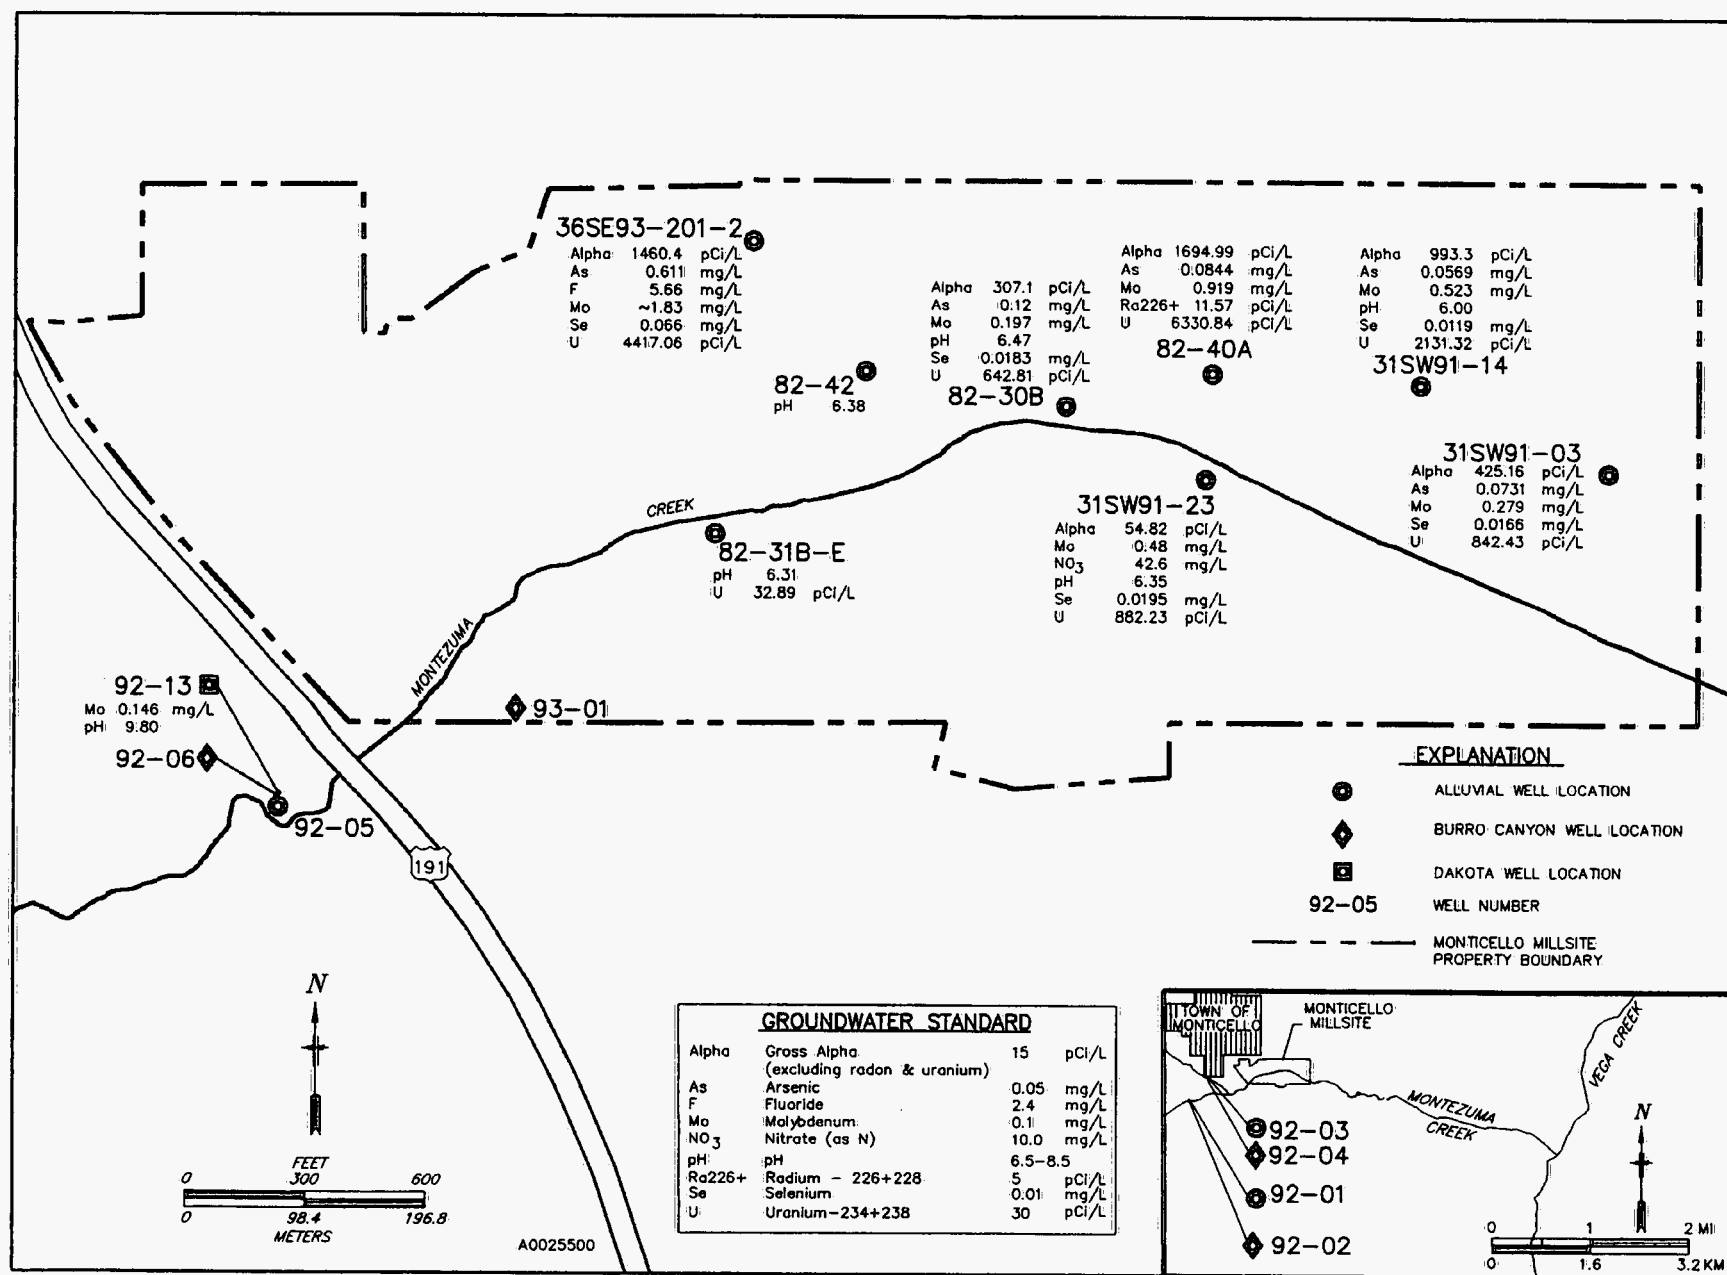 36SE93-201-2
Alpha 1460.4 pCi/L
As 0.611 mg/L
F 5.66 mg/L
Mo ~1.83 mg/L
Se 0.066 mg/L
U 4417.06 pCi/L
82-42
pH 6.38
Alpha 307.1 pCi/L
As 0.12 mg/L
Mo 0.197 mg/L
pH 6.47
Se 0.0183 mg/L
U 642.81 pCi/L
82-30B
Alpha 1694.99 pCi/L
As 0.0844 mg/L
Mo 0.919 mg/L
Ra226+ 11.57 pCi/L
U 6330.84 pCi/L
82-40A
Alpha 993.3 pCi/L
As 0.0569 mg/L
Mo 0.523 mg/L
pH 6.00
Se 0.0119 mg/L
U 2131.32 pCi/L
31SW91-14
31SW91-03
Alpha 425.16 pCi/L
As 0.0731 mg/L
Mo 0.279 mg/L
Se 0.0166 mg/L
U 842.43 pCi/L
31SW91-23
Alpha 54.82 pCi/L
Mo 0.48 mg/L
NO3 42.6 mg/L
pH 6.35
Se 0.0195 mg/L
U 882.23 pCi/L
CREEK
82-31B-E
pH 6.31
U 32.89 pCi/L
MONTEZUMA
92-13
Mo 0.146 mg/L
pH 9.80
92-06
93-01
92-05
191
EXPLANATION
ALLUVIAL WELL LOCATION
BURRO CANYON WELL LOCATION
DAKOTA WELL LOCATION
92-05 WELL NUMBER
MONTICELLO MILLSITE
PROPERTY BOUNDARY
N
FEET
0 300 600
0 98.4 196.8
METERS
A0025500
GROUNDWATER STANDARD
Alpha Gross Alpha 15 pCi/L
(excluding radon & uranium)
As Arsenic 0.05 mg/L
F Fluoride 2.4 mg/L
Mo Molybdenum 0.1 mg/L
NO3 Nitrate (as N) 10.0 mg/L
pH pH 6.5-8.5
Ra226+ Radium - 226+228 5 pCi/L
Se Selenium 0.01 mg/L
U Uranium-234+238 30 pCi/L
TOWN OF
MONTICELLO
MONTICELLO
MILLSITE
VEGA CREEK
MONTEZUMA
CREEK
92-03
92-04
92-01
92-02
N
0 1 2 MI
0 1.6 3.2 KM